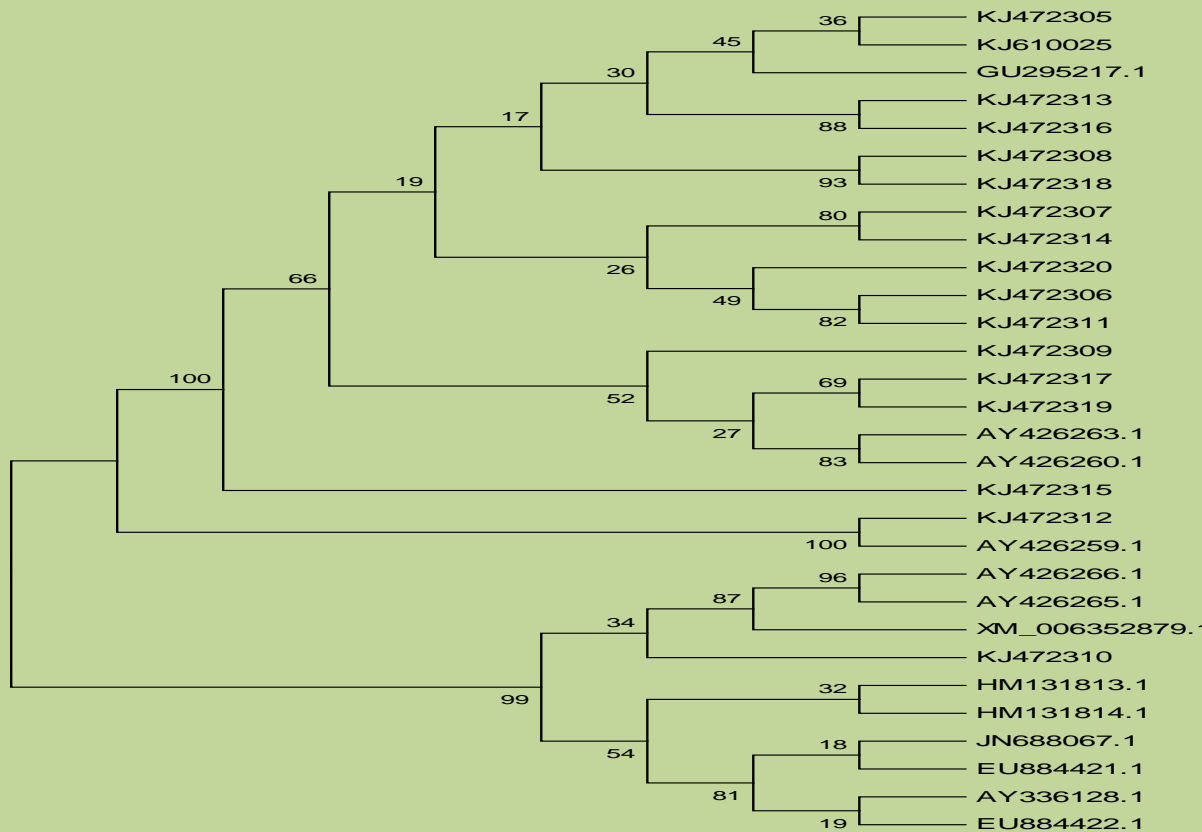 36 KJ472305
45 KJ610025
30 GU295217.1
17 KJ472313
88 KJ472316
KJ472308
19 93 KJ472318
80 KJ472307
KJ472314
26 KJ472320
66 49 KJ472306
82 KJ472311
KJ472309
100 69 KJ472317
52 KJ472319
27 AY426263.1
83 AY426260.1
KJ472315
KJ472312
100 AY426259.1
96 AY426266.1
87 AY426265.1
34 XM_006352879.1
KJ472310
99 32 HM131813.1
HM131814.1
54 18 JN688067.1
EU884421.1
81 AY336128.1
19 EU884422.1